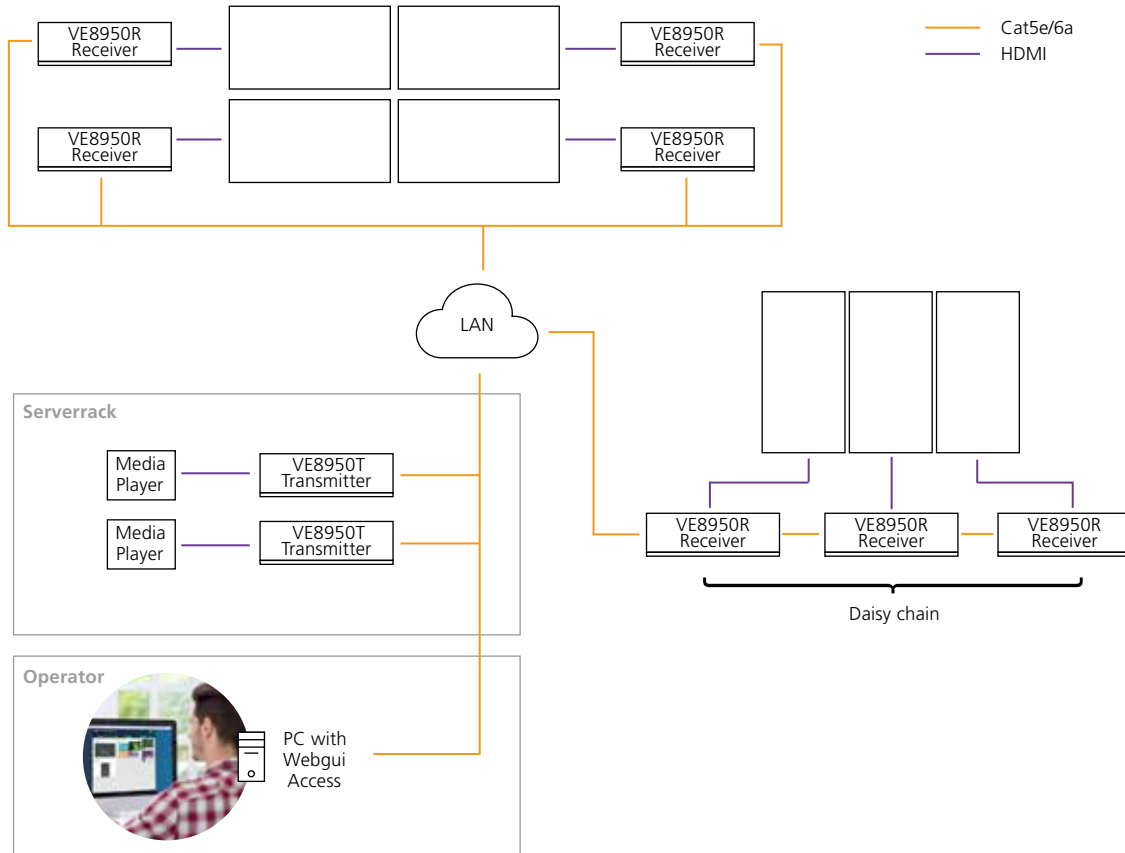 VE8950R
Receiver
VE8950R
Receiver
Cat5e/6a
HDMI
VE8950R
Receiver
VE8950R
Receiver
LAN
Serverrack
Media
Player
VE8950T
Transmitter
Media
Player
VE8950T
Transmitter
VE8950R
Receiver
VE8950R
Receiver
VE8950R
Receiver
Daisy chain
Operator
PC with
Webgui
Access